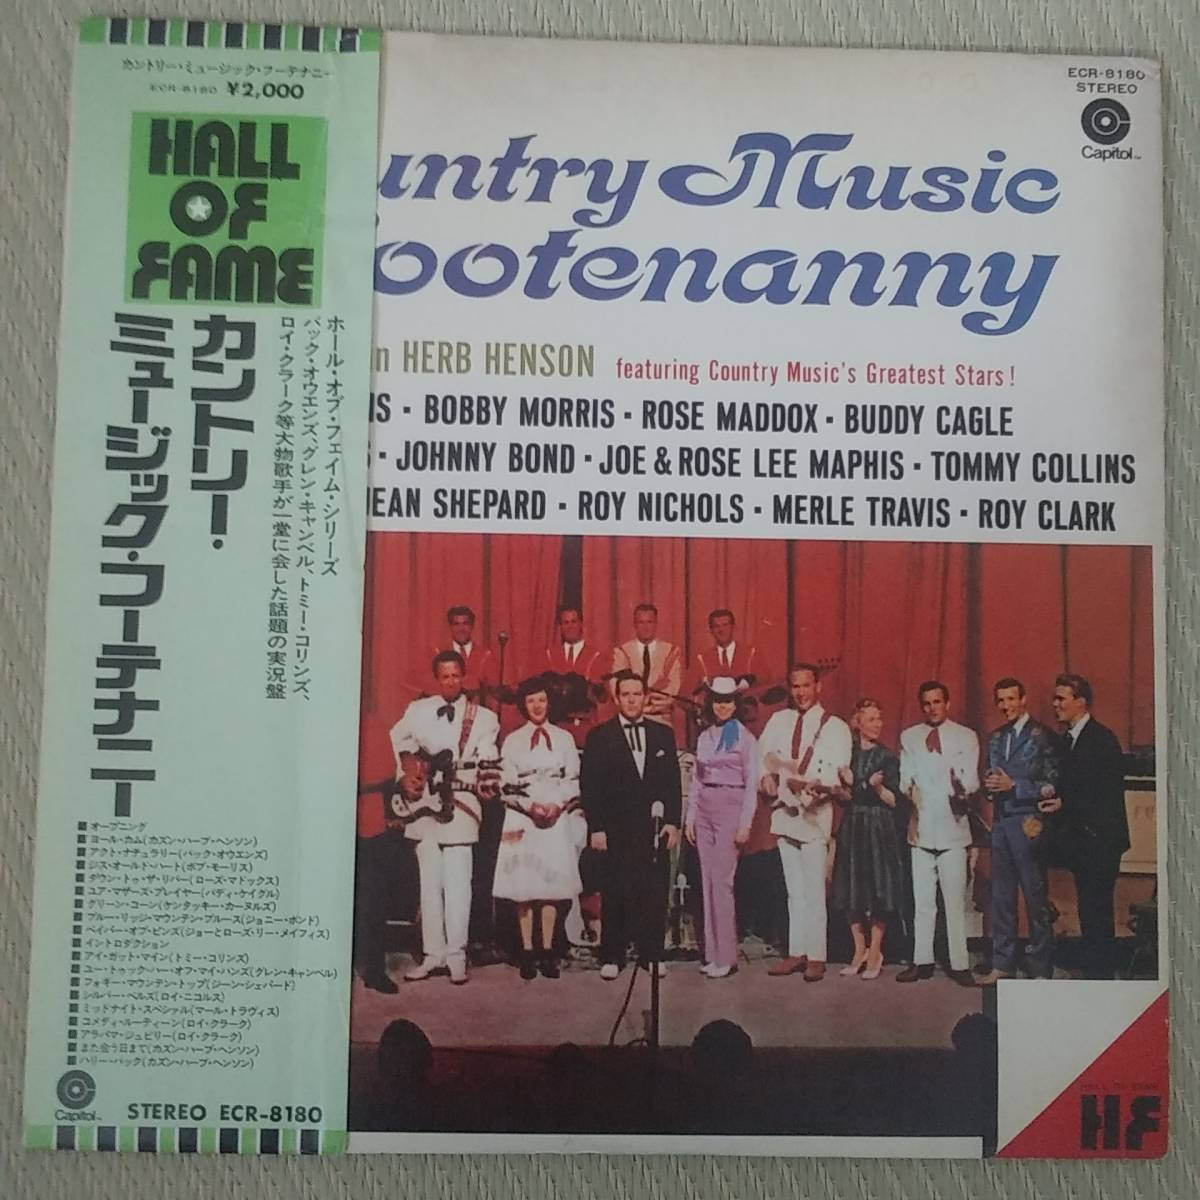 カントリー・ミュージック・フーテナニー
ECR-8180 ¥2,000
HALL
OF
FAME
カントリー・
ミュージック・フーテナニー
ホール・オブ・フェイム・シリーズ
バック・オウエンズ、グレン・キャンベル、トミー・コリンズ、
ロイ・クラーク等大物歌手が一堂に会した話題の実況盤
■オープニング
■ヨール・カム(カズン・ハーブ・ヘンソン)
■アクト・ナチュラリー(バック・オウエンズ)
■ジス・オールド・ハート(ボブ・モーリス)
■ダウン・トゥ・ザ・リバー(ローズ・マドックス)
■ユア・マザーズ・プレイヤー(バディ・ケイグル)
■グリーン・コーン(ケンタッキー・カーヌルズ)
■ブルー・リッジ・マウンテン・ブルース(ジョニー・ボンド)
■ペイパー・オブ・ピンズ(ジョーとローズ・リー・メイフィス)
■イントロダクション
■アイ・ガット・マイン(トミー・コリンズ)
■ユー・トゥック・ハー・オフ・マイ・ハンズ(グレン・キャンベル)
■フォギー・マウンテン・トップ(ジーン・シェパード)
■シルバー・ベルズ(ロイ・ニコルス)
■ミッドナイト・スペシャル(マール・トラヴィス)
■コメディ・ルーティーン(ロイ・クラーク)
■アラバマ・ジュビリー(ロイ・クラーク)
■また会う日まで(カズン・ハーブ・ヘンソン)
■ハリー・バック(カズン・ハーブ・ヘンソン)
Capitol™
STEREO ECR-8180
ECR-8180
STEREO
Capitol™
untry Music
ootenanny
n HERB HENSON featuring Country Music's Greatest Stars!
NS · BOBBY MORRIS · ROSE MADDOX · BUDDY CAGLE
S · JOHNNY BOND · JOE & ROSE LEE MAPHIS · TOMMY COLLINS
JEAN SHEPARD · ROY NICHOLS · MERLE TRAVIS · ROY CLARK
HALL OF FAME
HF